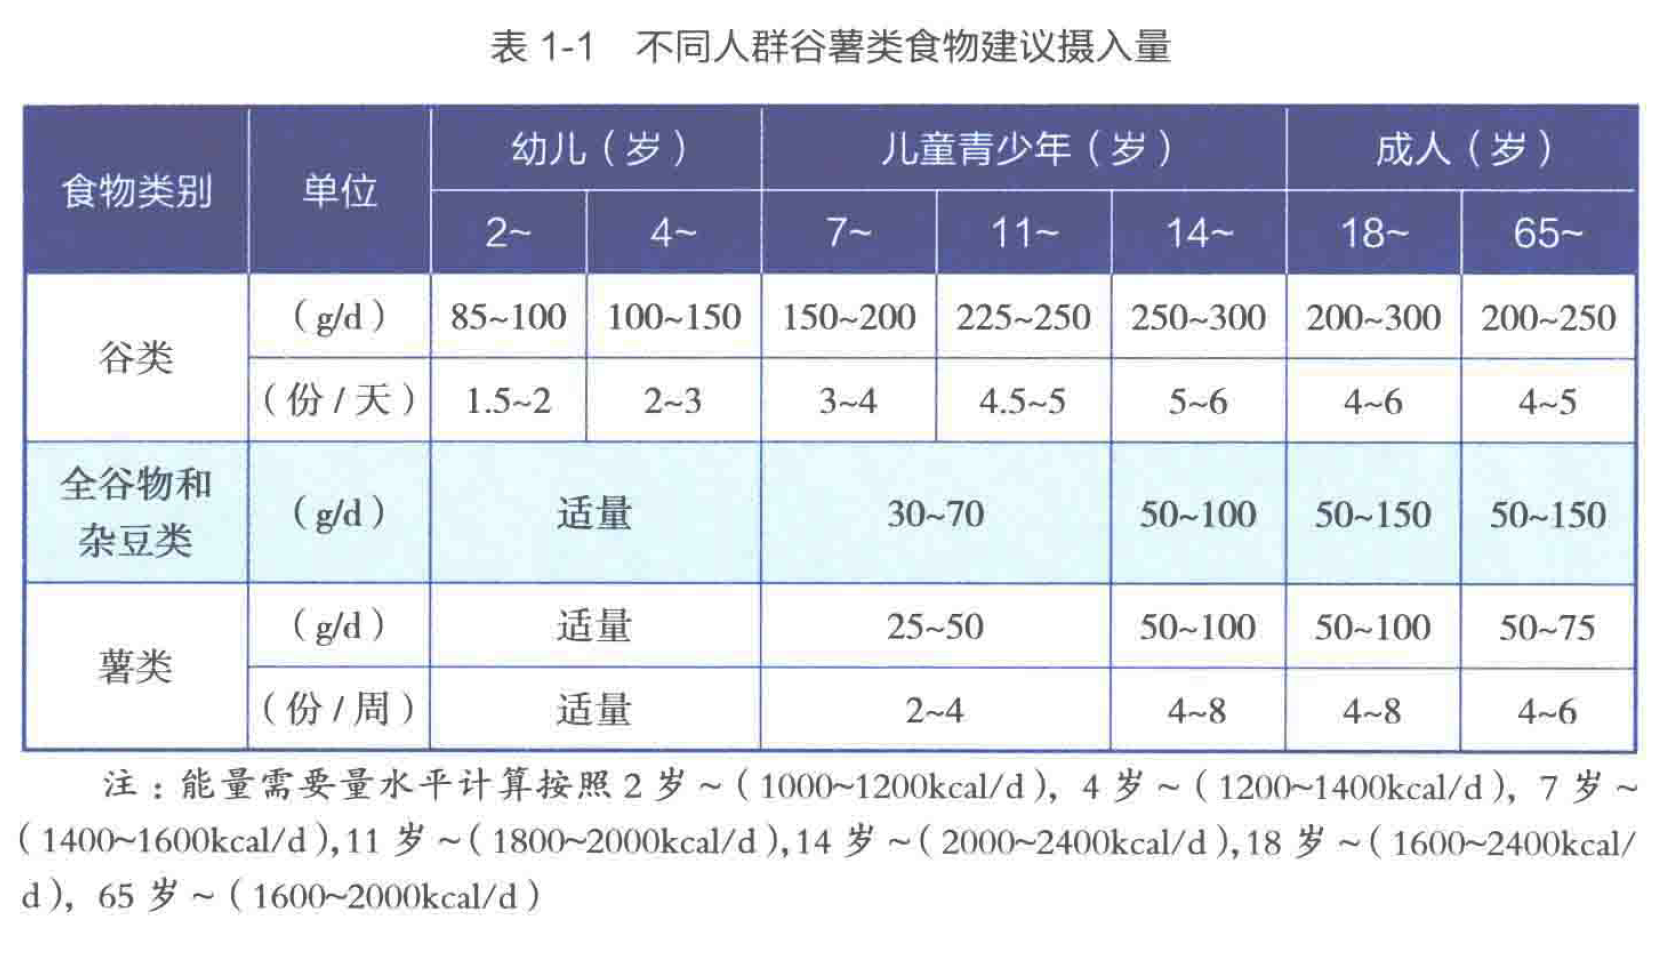 表 1-1 不同人群谷薯类食物建议摄入量
食物类别 单位 幼儿（岁） 儿童青少年（岁） 成人（岁）
2~ 4~ 7~ 11~ 14~ 18~ 65~
谷类 （g/d） 85~100 100~150 150~200 225~250 250~300 200~300 200~250
（份/天） 1.5~2 2~3 3~4 4.5~5 5~6 4~6 4~5
全谷物和
杂豆类 （g/d） 适量 30~70 50~100 50~150 50~150
薯类 （g/d） 适量 25~50 50~100 50~100 50~75
（份/周） 适量 2~4 4~8 4~8 4~6
注：能量需要量水平计算按照 2 岁 ~（1000~1200kcal/d），4 岁 ~（1200~1400kcal/d），7 岁 ~
（1400~1600kcal/d）,11 岁 ~（1800~2000kcal/d）,14 岁 ~（2000~2400kcal/d）,18 岁 ~（1600~2400kcal/
d），65 岁 ~（1600~2000kcal/d）